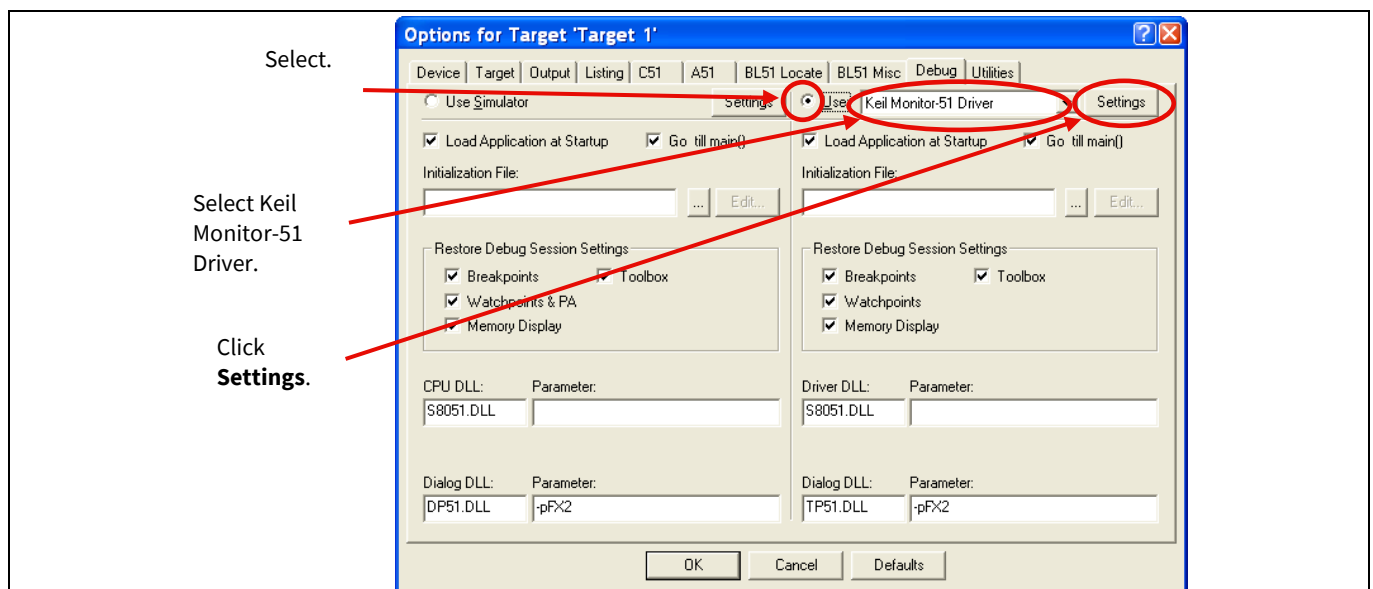 Select.
Select Keil
Monitor-51
Driver.
Click
Settings.
Options for Target 'Target 1'
Device Target Output Listing C51 A51 BL51 Locate BL51 Misc Debug Utilities
Use Simulator Settings Use Keil Monitor-51 Driver Settings
Load Application at Startup Go till main() Load Application at Startup Go till main()
Initialization File: Initialization File:
... Edit... ... Edit...
Restore Debug Session Settings Restore Debug Session Settings
Breakpoints Toolbox Breakpoints Toolbox
Watchpoints & PA Watchpoints
Memory Display Memory Display
CPU DLL: Parameter: Driver DLL: Parameter:
S8051.DLL S8051.DLL
Dialog DLL: Parameter: Dialog DLL: Parameter:
DP51.DLL -pFX2 TP51.DLL -pFX2
OK Cancel Defaults